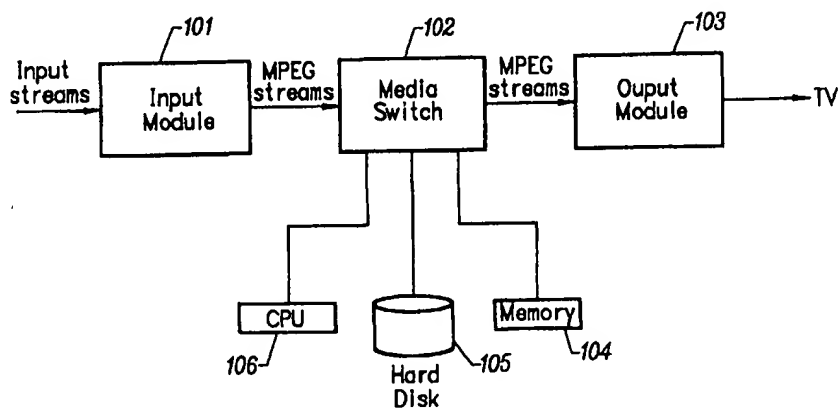 101
102
103
Input
streams
Input
Module
MPEG
streams
Media
Switch
MPEG
streams
Ouput
Module
TV
CPU
Memory
106
105
104
Hard
Disk